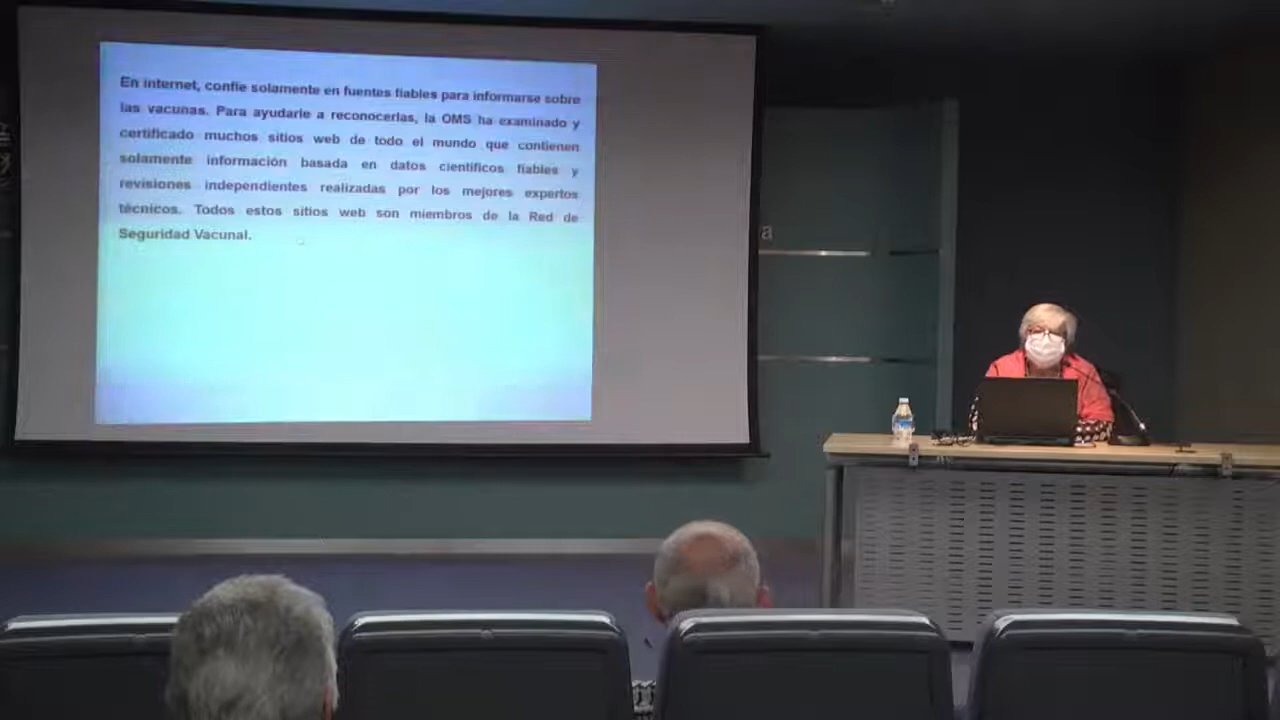 En internet, confíe solamente en fuentes fiables para informarse sobre
las vacunas. Para ayudarle a reconocerlas, la OMS ha examinado y
certificado muchos sitios web de todo el mundo que contienen
solamente información basada en datos científicos fiables y
revisiones independientes realizadas por los mejores expertos
técnicos. Todos estos sitios web son miembros de la Red de
Seguridad Vacunal.
a